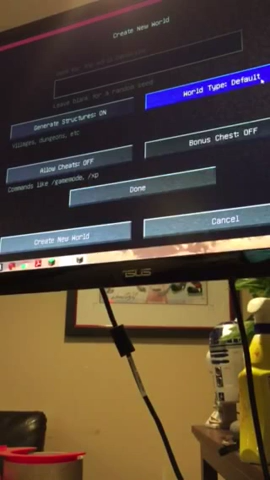 Create New World
Leave blank for a random seed
Generate Structures: ON
World Type: Default
Villages, dungeons, etc
Allow Cheats: OFF
Bonus Chest: OFF
Commands like /gamemode, /xp
Done
Create New World
Cancel
ASUS